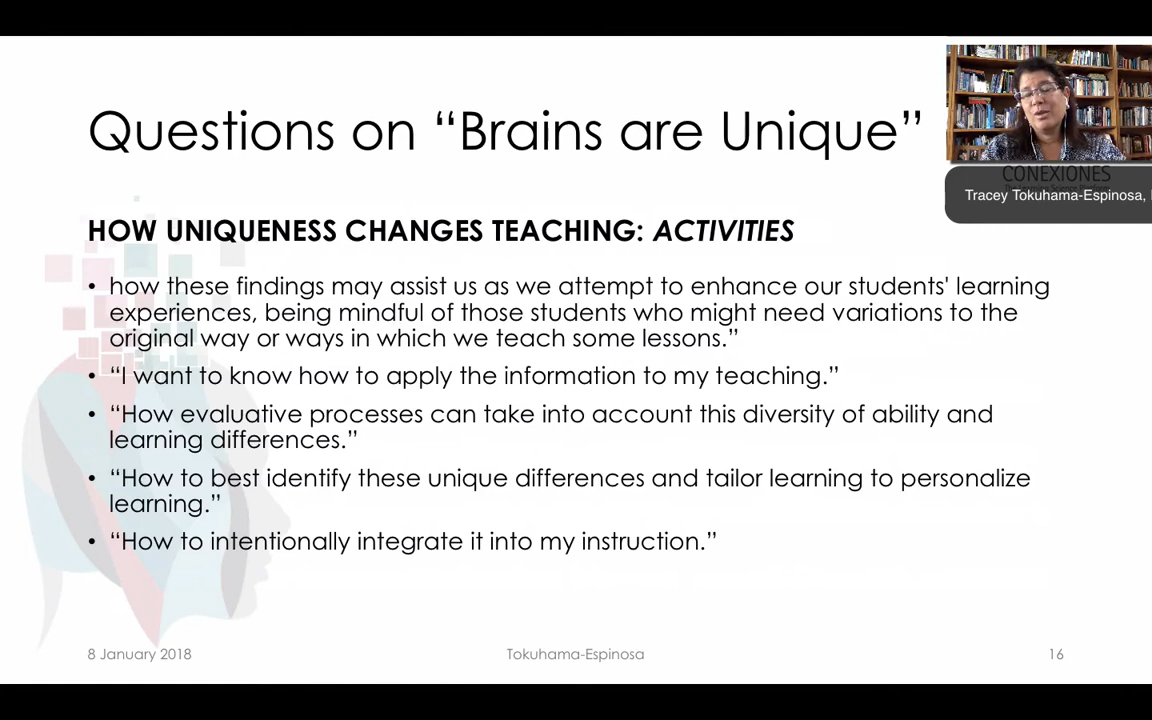 Questions on “Brains are Unique”
CONEXIONES
Tracey Tokuhama-Espinosa,
HOW UNIQUENESS CHANGES TEACHING: ACTIVITIES
• how these findings may assist us as we attempt to enhance our students' learning
experiences, being mindful of those students who might need variations to the
original way or ways in which we teach some lessons.”
• “I want to know how to apply the information to my teaching.”
• “How evaluative processes can take into account this diversity of ability and
learning differences.”
• “How to best identify these unique differences and tailor learning to personalize
learning.”
• “How to intentionally integrate it into my instruction.”
8 January 2018
Tokuhama-Espinosa
16